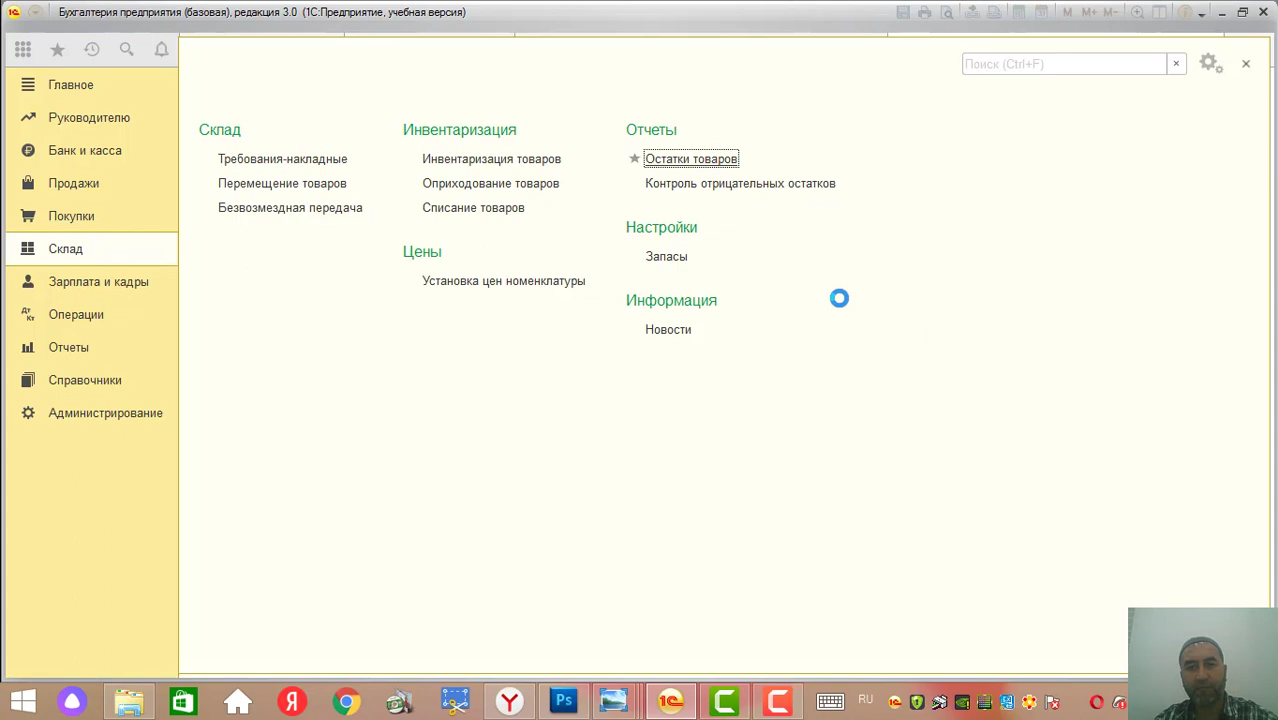 Бухгалтерия предприятия (базовая), редакция 3.0 (1С:Предприятие, учебная версия)
M M+ M-
Поиск (Ctrl+F)
Главное
Руководителю
Банк и касса
Продажи
Покупки
Склад
Зарплата и кадры
Дт Кт Операции
Отчеты
Справочники
Администрирование
Склад
Требования-накладные
Перемещение товаров
Безвозмездная передача
Инвентаризация
Инвентаризация товаров
Оприходование товаров
Списание товаров
Цены
Установка цен номенклатуры
Отчеты
Остатки товаров
Контроль отрицательных остатков
Настройки
Запасы
Информация
Новости
RU